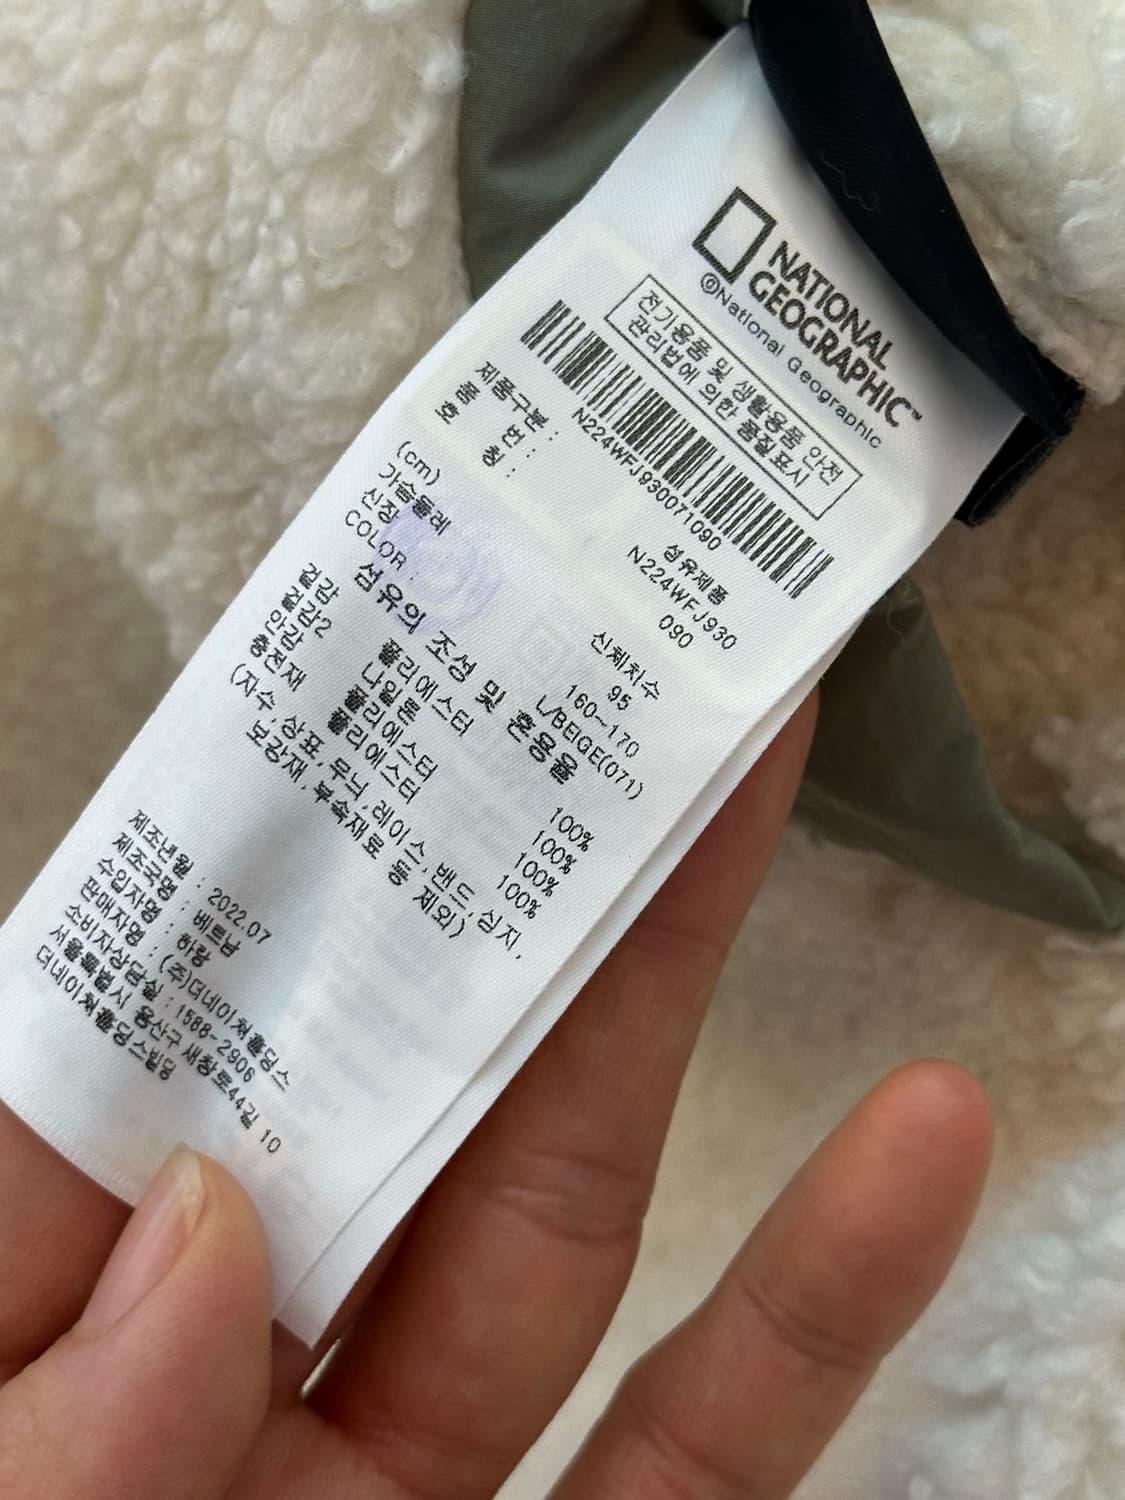 NATIONAL
GEOGRAPHIC™
©National Geographic
전기용품 및 생활용품 안전
관리법에 의한 품질표시
N224WFJ930071090
제품구분 : 섬유제품
품 번 : N224WFJ930
호 칭 : 090
(cm) 신체치수
가슴둘레 95
신장 160~170
COLOR : L/BEIGE(071)
섬유의 조성 및 혼용율
겉감 폴리에스터 100%
겉감2 나일론 100%
안감 폴리에스터 100%
충전재 폴리에스터 100%
(자수,상표,무늬,레이스,밴드,심지,
보강재,부속재료 등 제외)
제조년월 : 2022.07
제조국명 : 베트남
수입자명 : 하랑
판매자명 : (주)더네이쳐홀딩스
소비자상담실 : 1588-2906
서울특별시 용산구 새창로44길 10
더네이쳐홀딩스빌딩